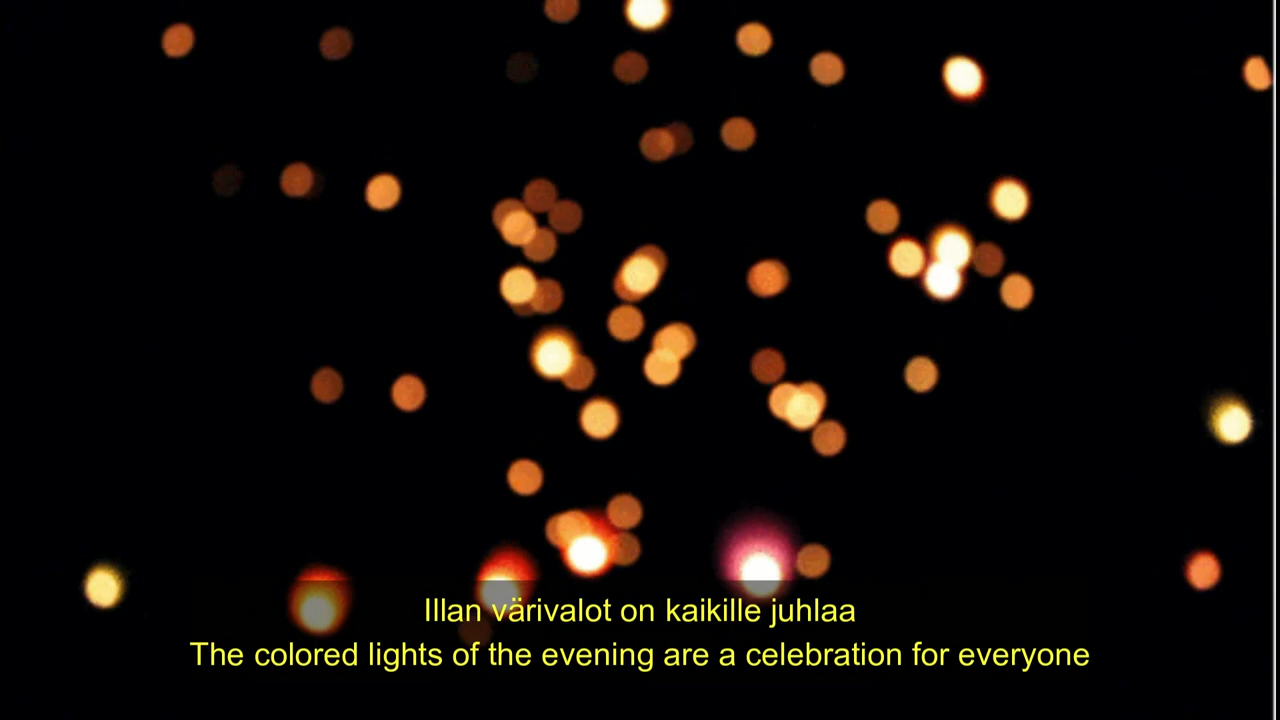 Illan värivalot on kaikille juhlaa
The colored lights of the evening are a celebration for everyone